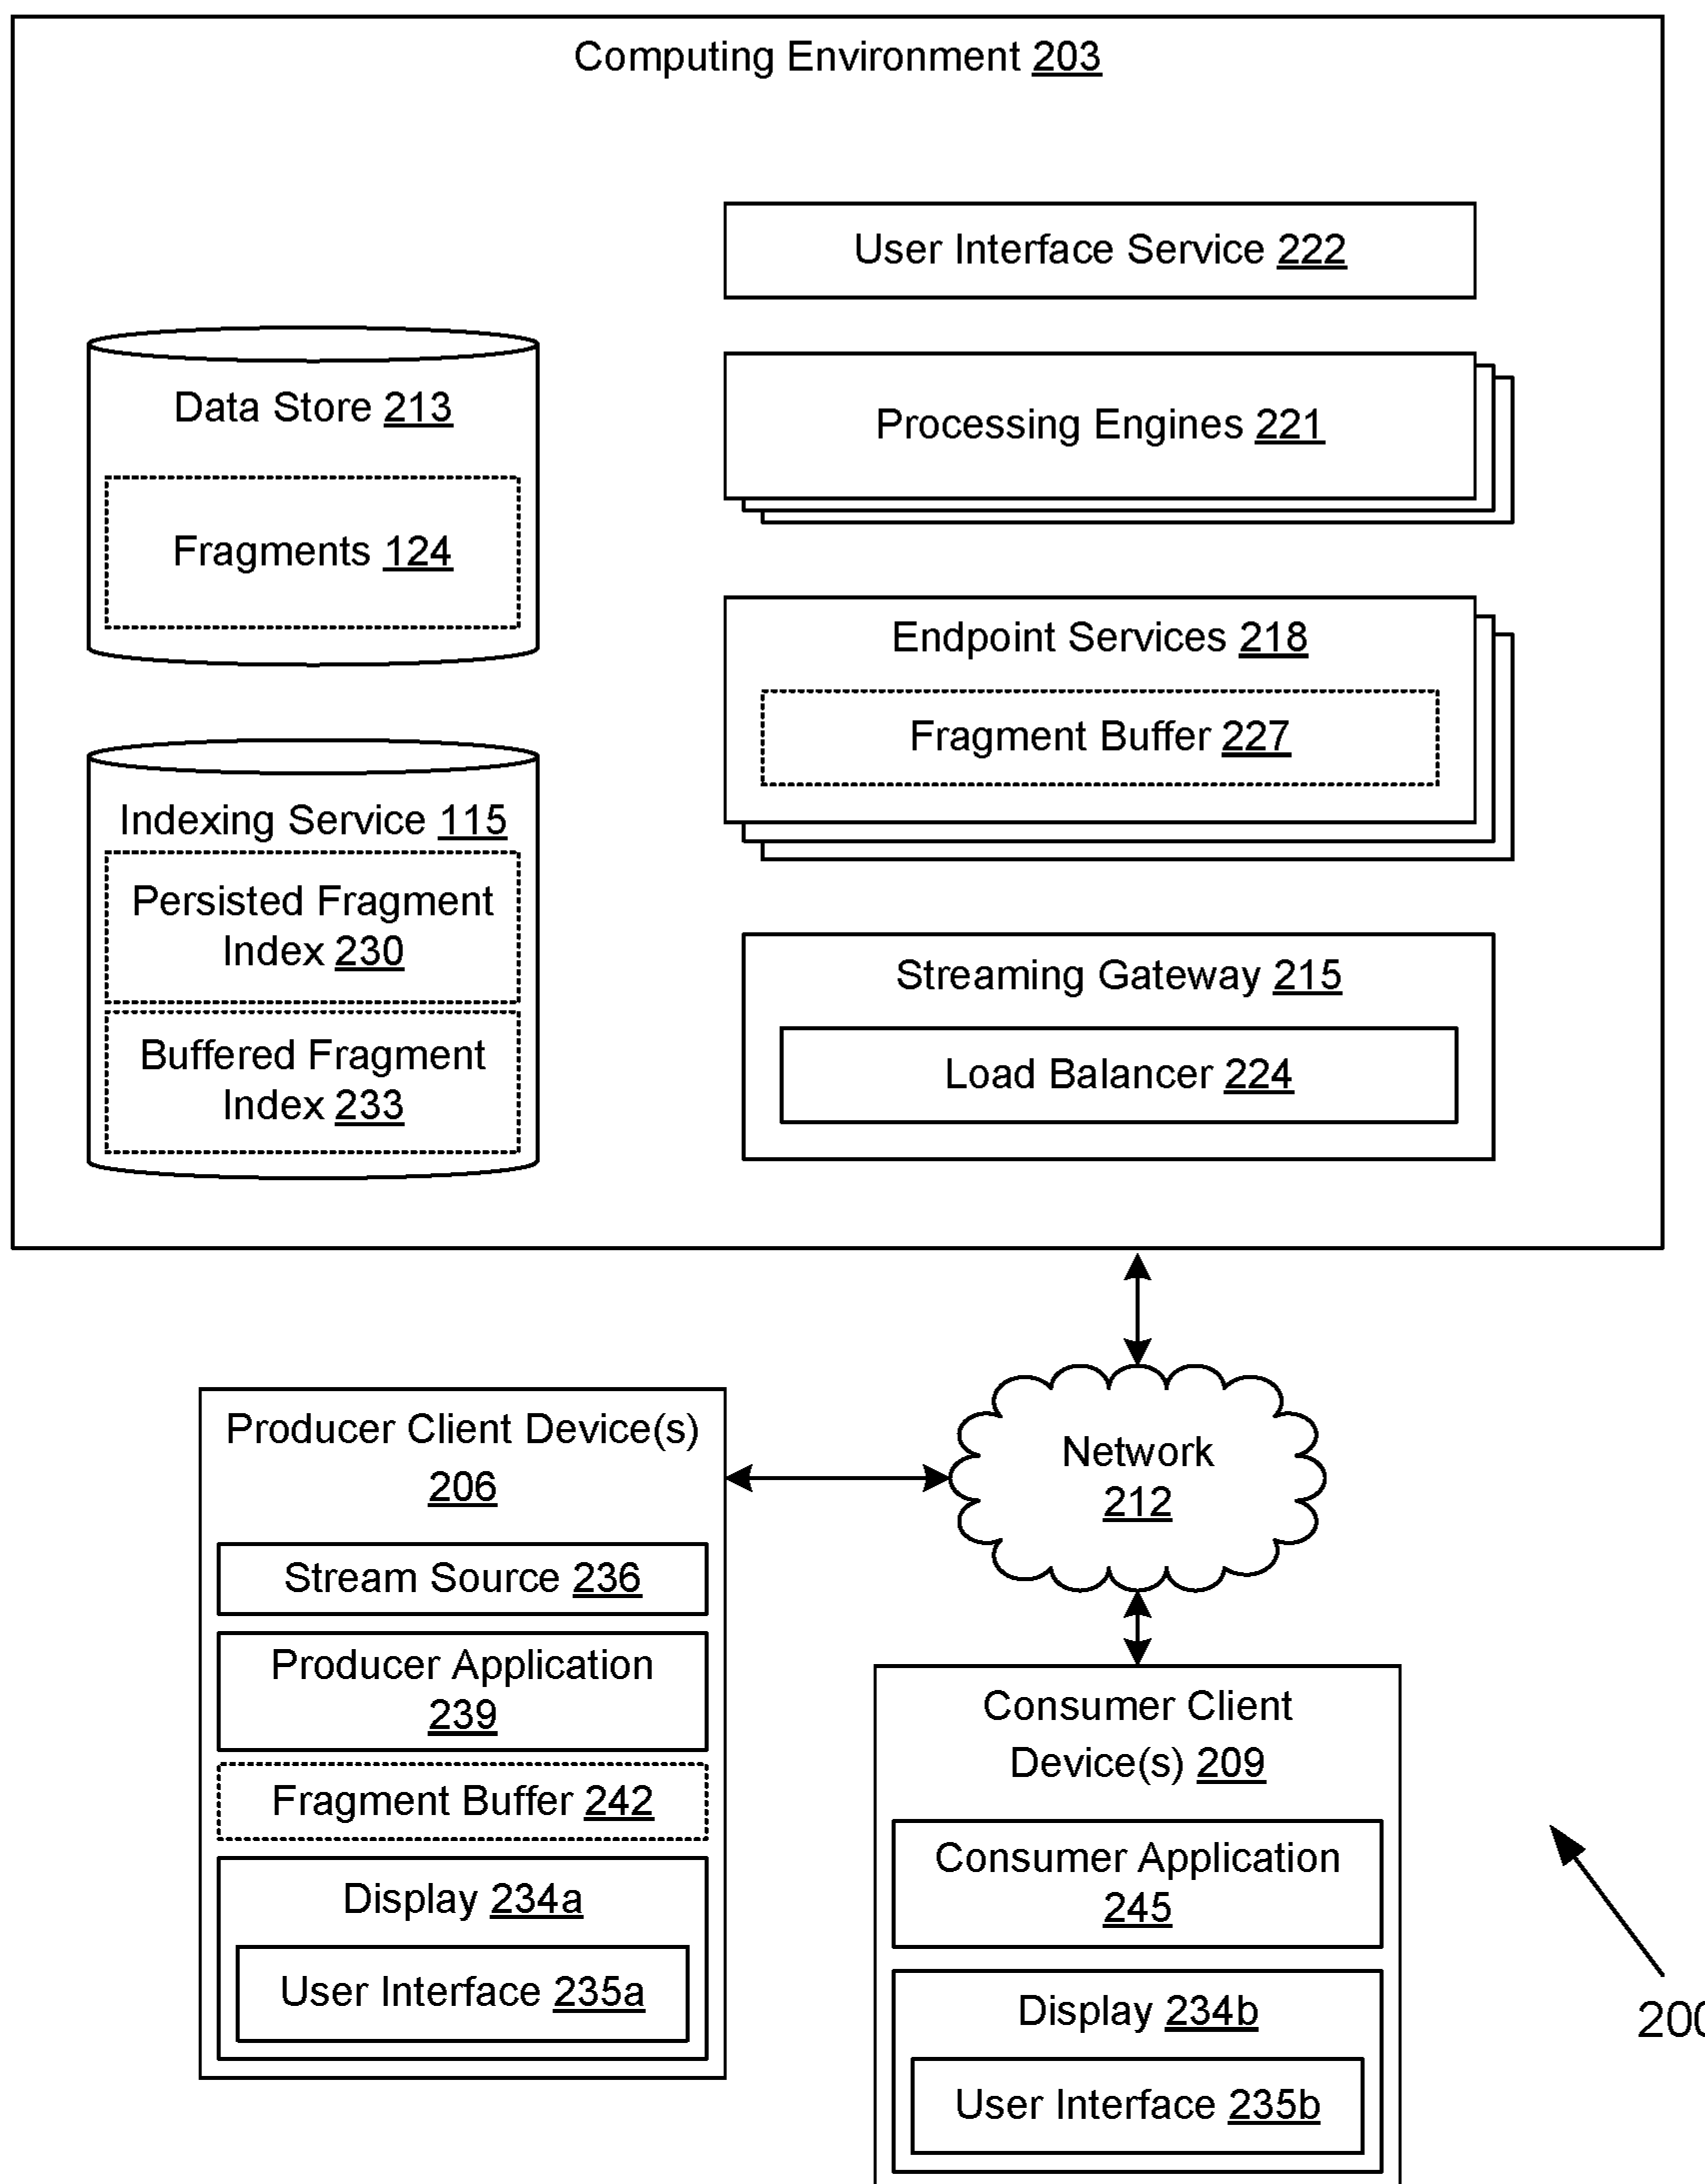 Computing Environment 203
User Interface Service 222
Data Store 213
Processing Engines 221
Fragments 124
Endpoint Services 218
Fragment Buffer 227
Indexing Service 115
Persisted Fragment
Index 230
Buffered Fragment
Index 233
Streaming Gateway 215
Load Balancer 224
Producer Client Device(s)
206
Stream Source 236
Producer Application
239
Fragment Buffer 242
Display 234a
User Interface 235a
Network
212
Consumer Client
Device(s) 209
Consumer Application
245
Display 234b
User Interface 235b
200